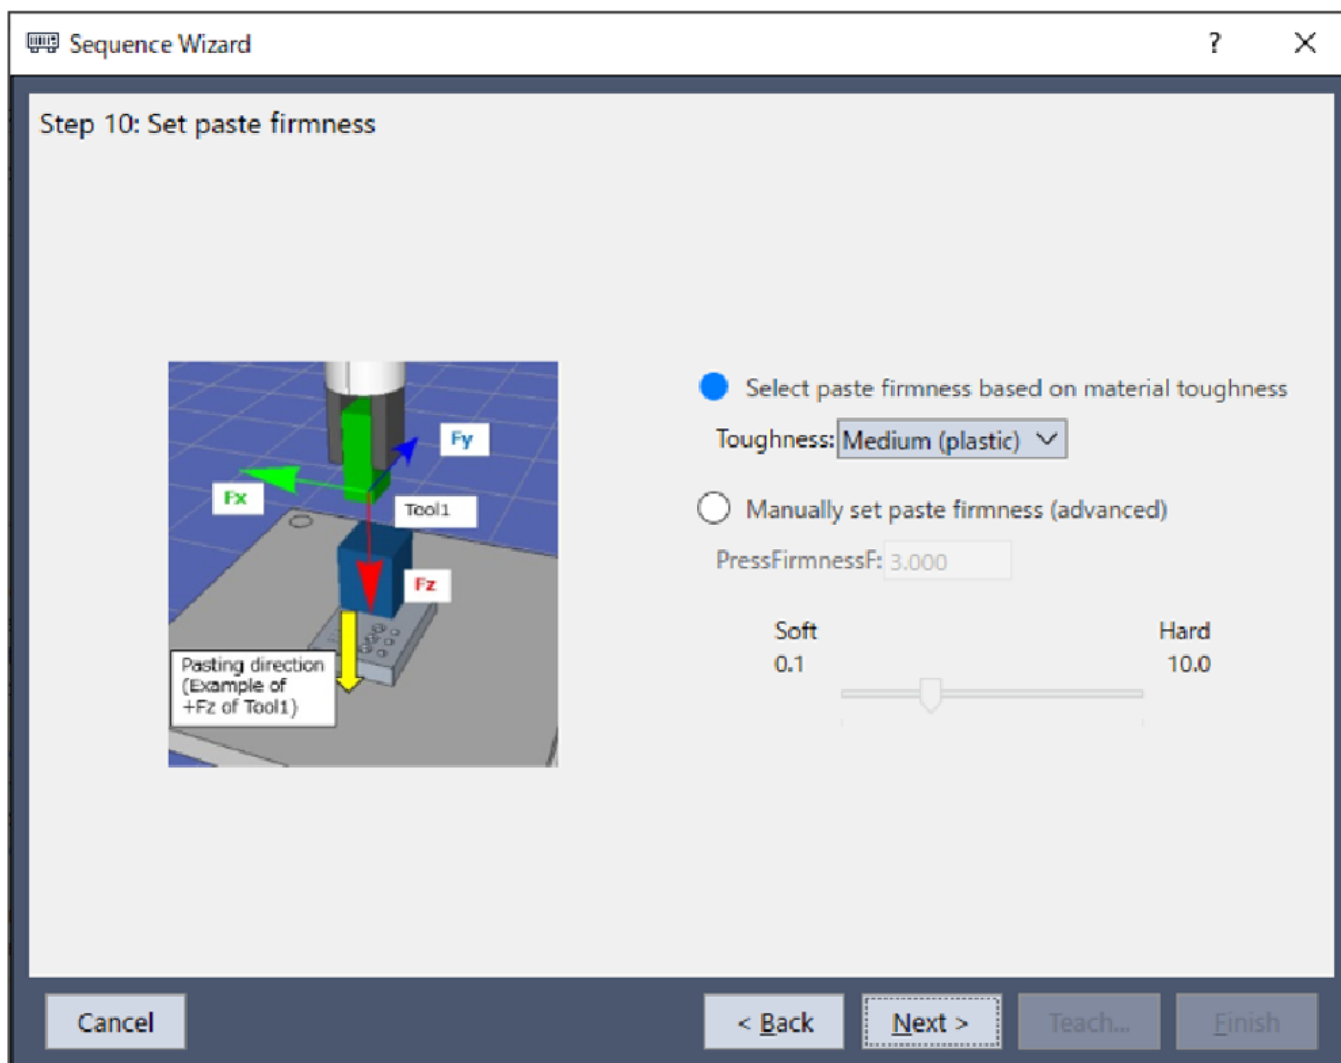 Sequence Wizard
?
Step 10: Set paste firmness
Fy
Fx
Tool1
Fz
Pasting direction
(Example of
+Fz of Tool1)
Select paste firmness based on material toughness
Toughness: Medium (plastic)
Manually set paste firmness (advanced)
PressFirmnessF: 3.000
Soft Hard
0.1 10.0
Cancel
< Back
Next >
Teach...
Finish